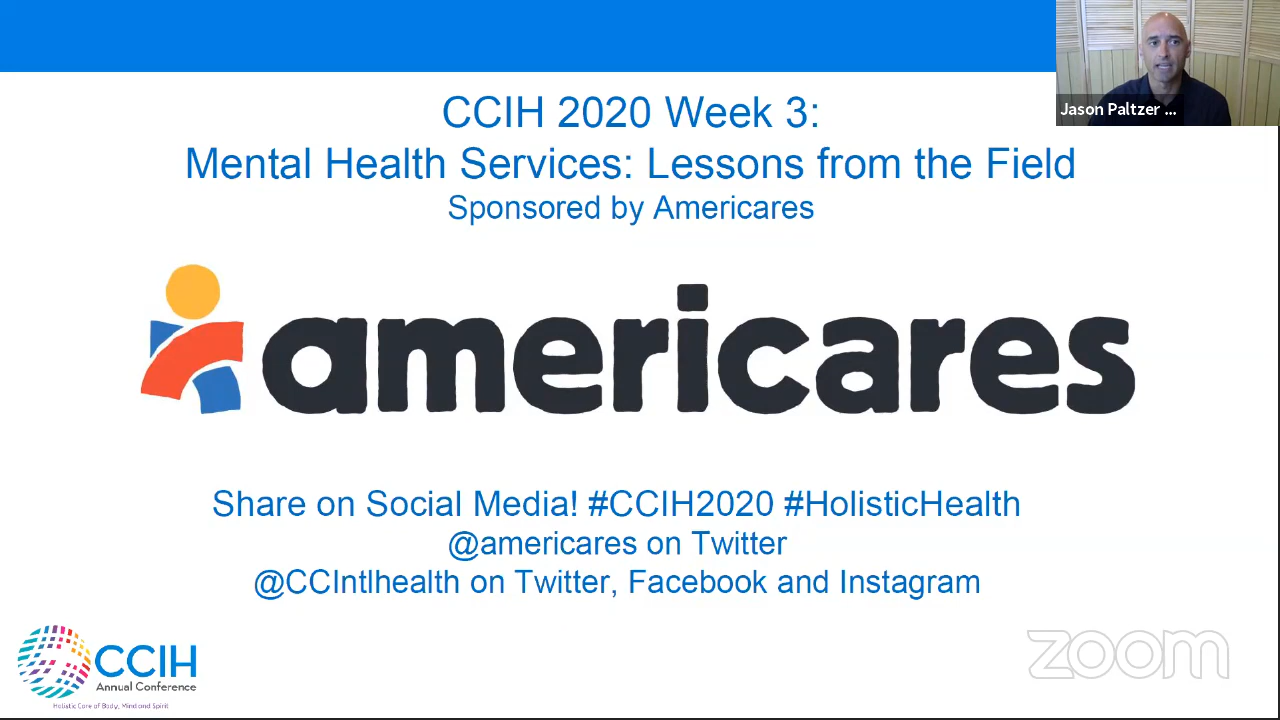 Jason Paltzer ...
CCIH 2020 Week 3:
Mental Health Services: Lessons from the Field
Sponsored by Americares
americares
Share on Social Media! #CCIH2020 #HolisticHealth
@americares on Twitter
@CCIntlhealth on Twitter, Facebook and Instagram
CCIH
Annual Conference
Holistic Care of Body, Mind and Spirit
zoom